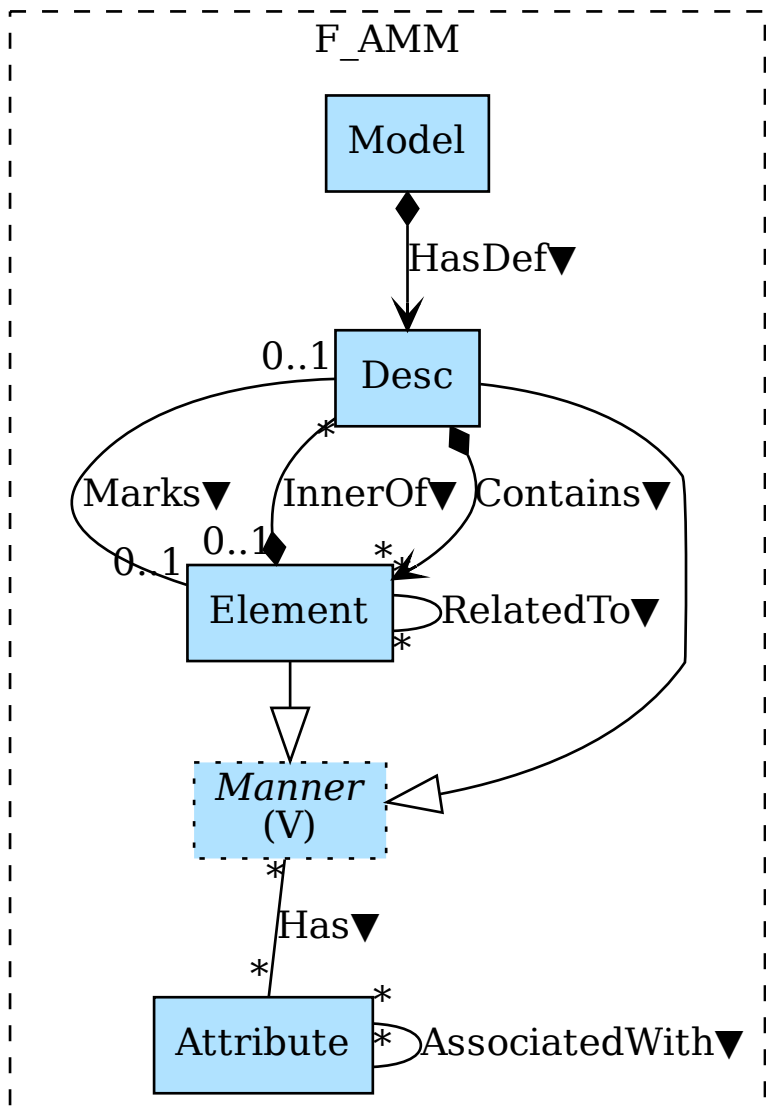 F_AMM
Model
HasDef▼
0..1
Desc
*
Marks▼
InnerOf▼
Contains▼
0..1
0..1
*
*
Element
RelatedTo▼
*
Manner
(V)
*
Has▼
*
*
Attribute
*
AssociatedWith▼